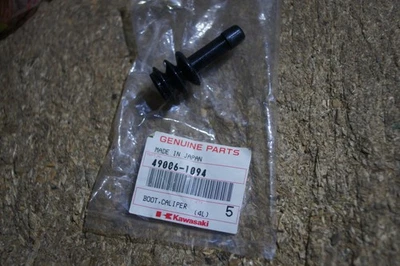 GENUINE PARTS
MADE IN JAPAN
49006-1094
BOOT,CALIPER
(4L) 5
Kawasaki